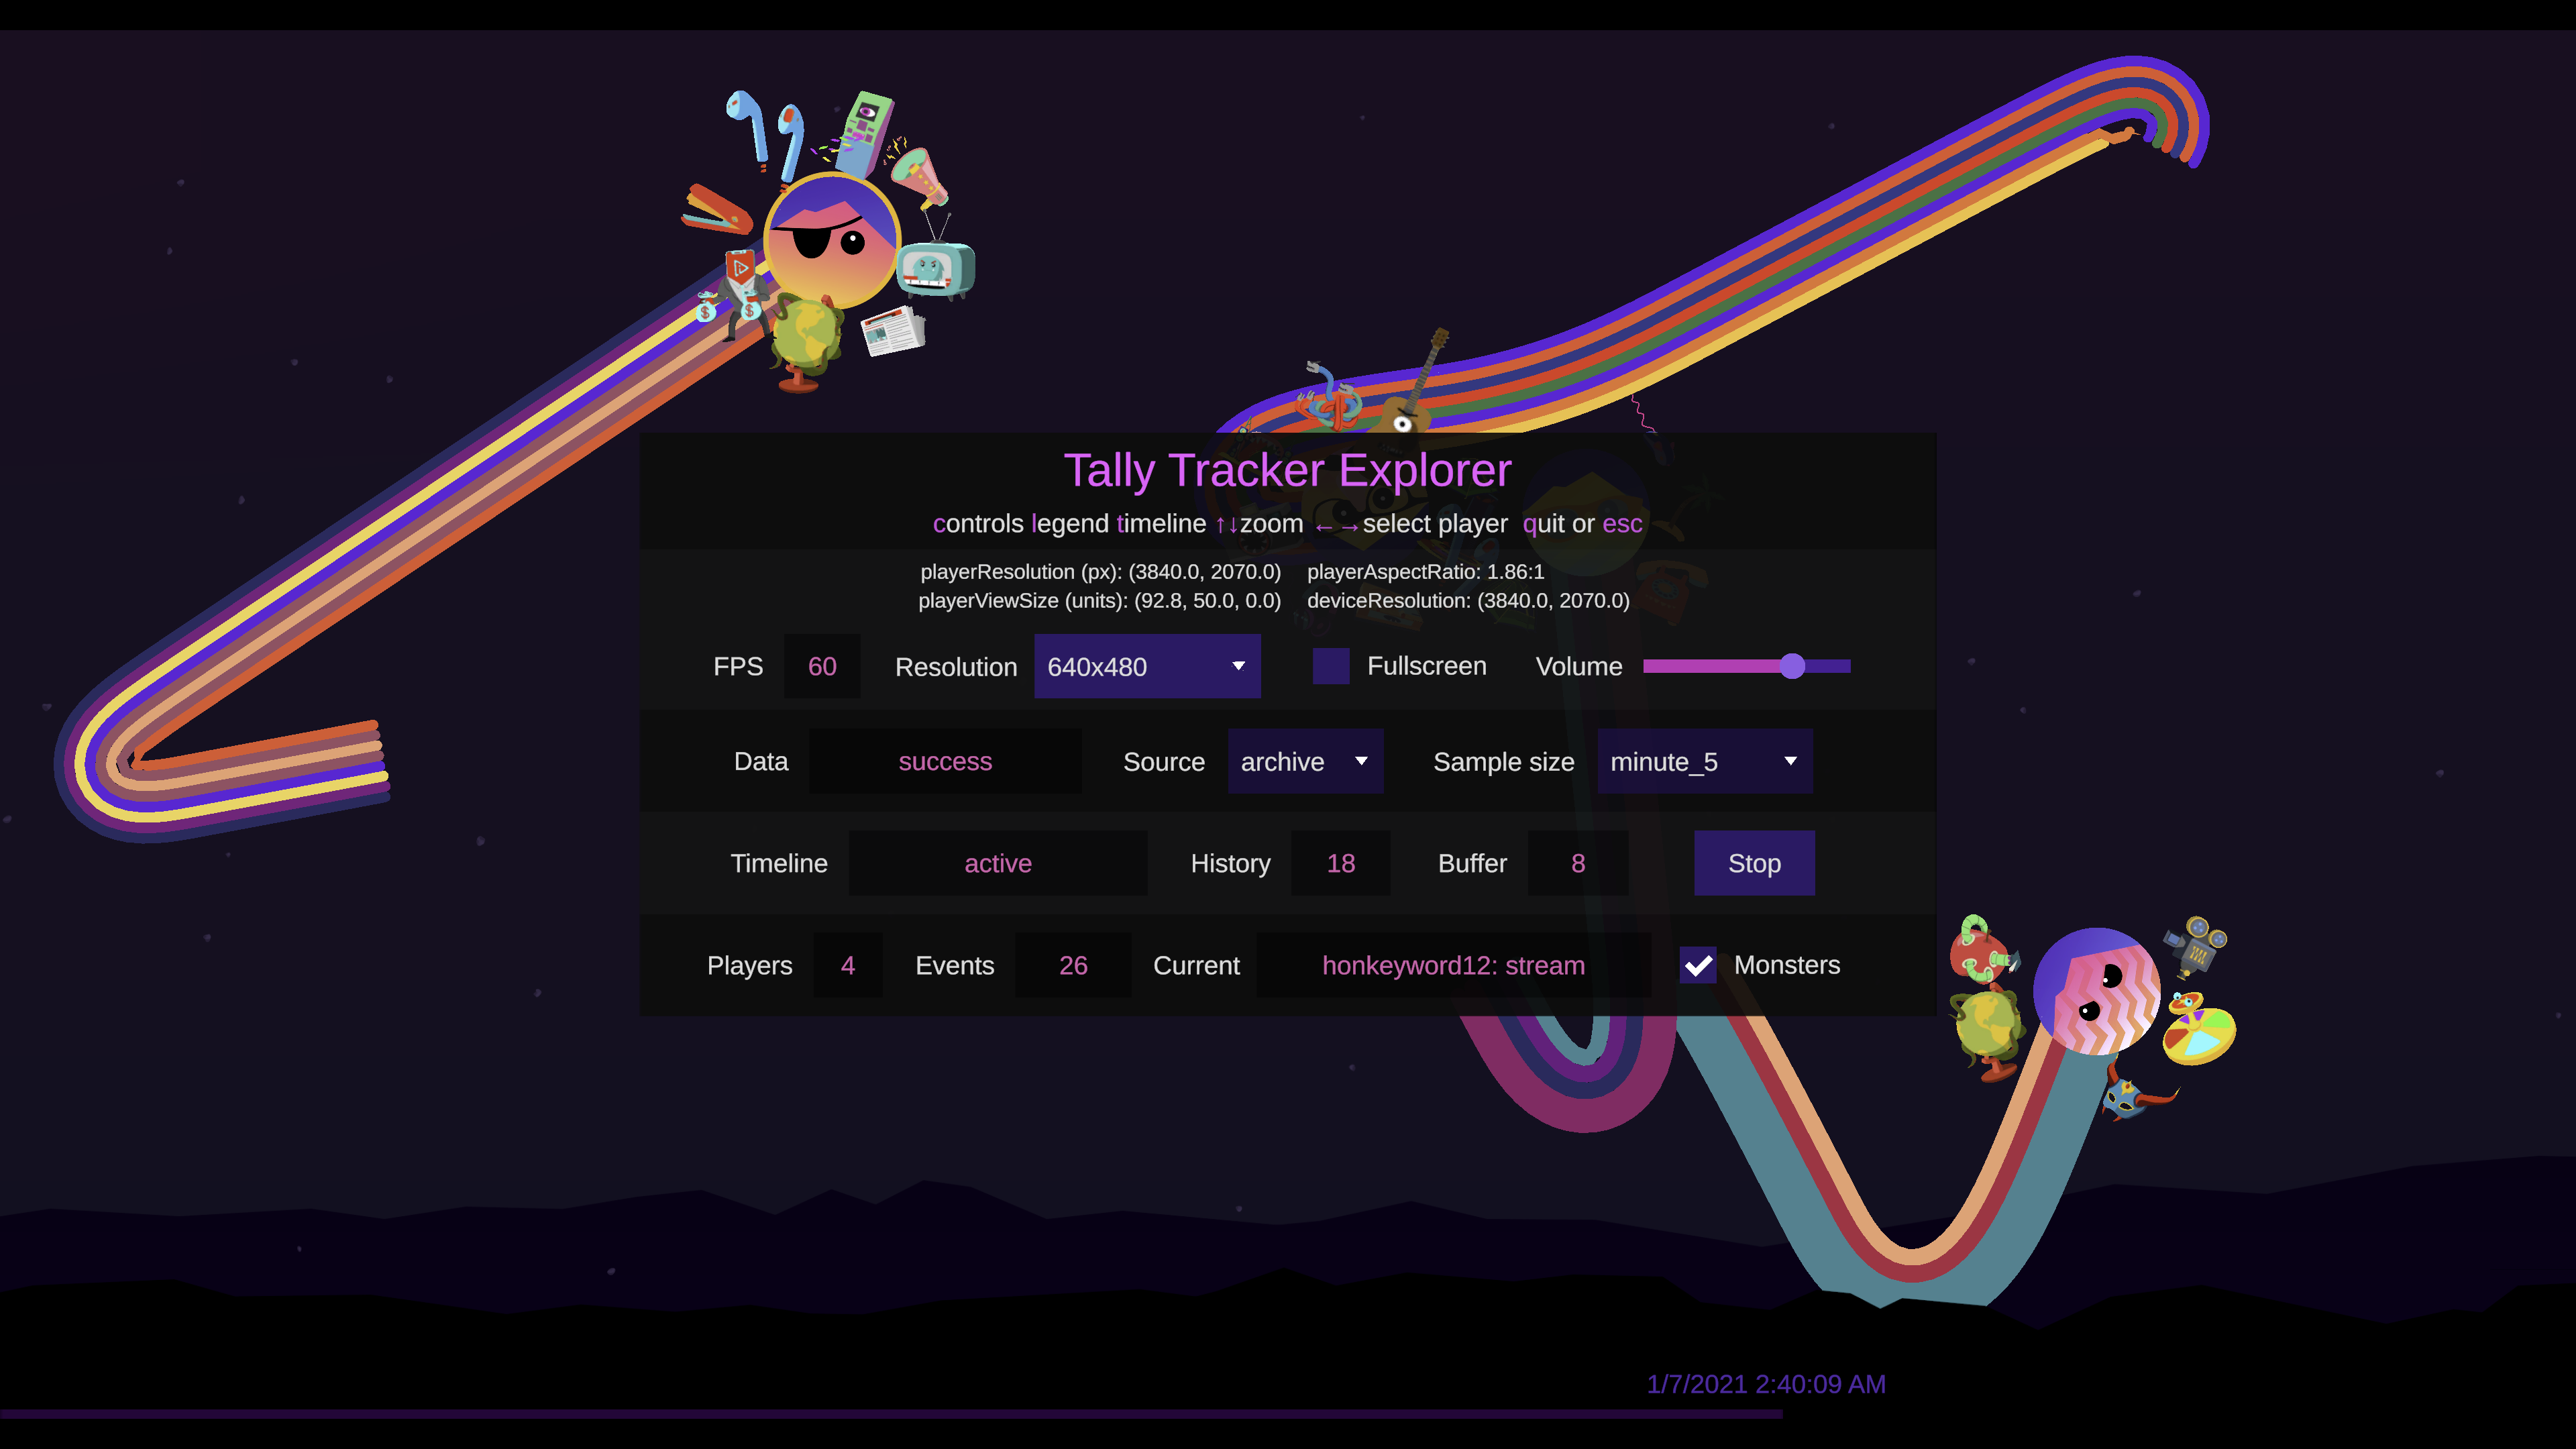 Tally Tracker Explorer
controls legend timeline ↑↓zoom ←→select player quit or esc
playerResolution (px): (3840.0, 2070.0) playerAspectRatio: 1.86:1
playerViewSize (units): (92.8, 50.0, 0.0) deviceResolution: (3840.0, 2070.0)
FPS 60 Resolution 640x480 Fullscreen Volume
Data success Source archive Sample size minute_5
Timeline active History 18 Buffer 8 Stop
Players 4 Events 26 Current honkeyword12: stream Monsters
1/7/2021 2:40:09 AM